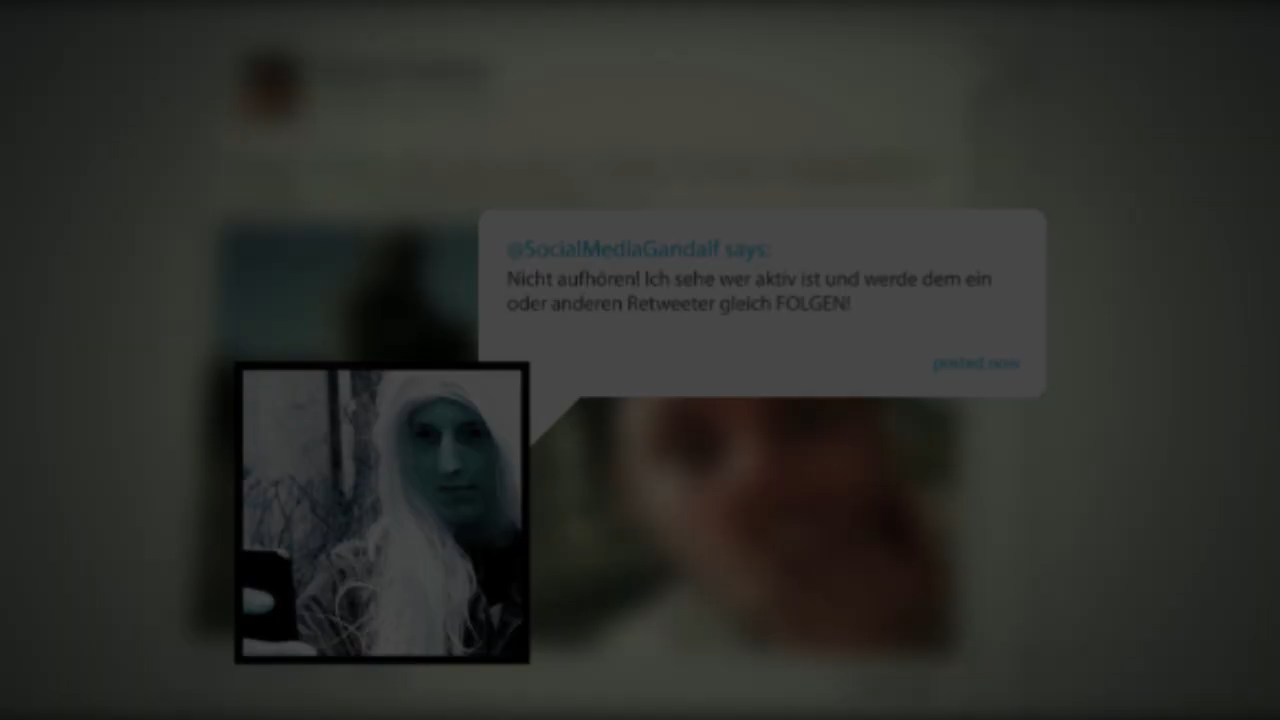 @SocialMediaGandalf says:
Nicht aufhören! Ich sehe wer aktiv ist und werde dem ein
oder anderen Retweeter gleich FOLGEN!
posted now